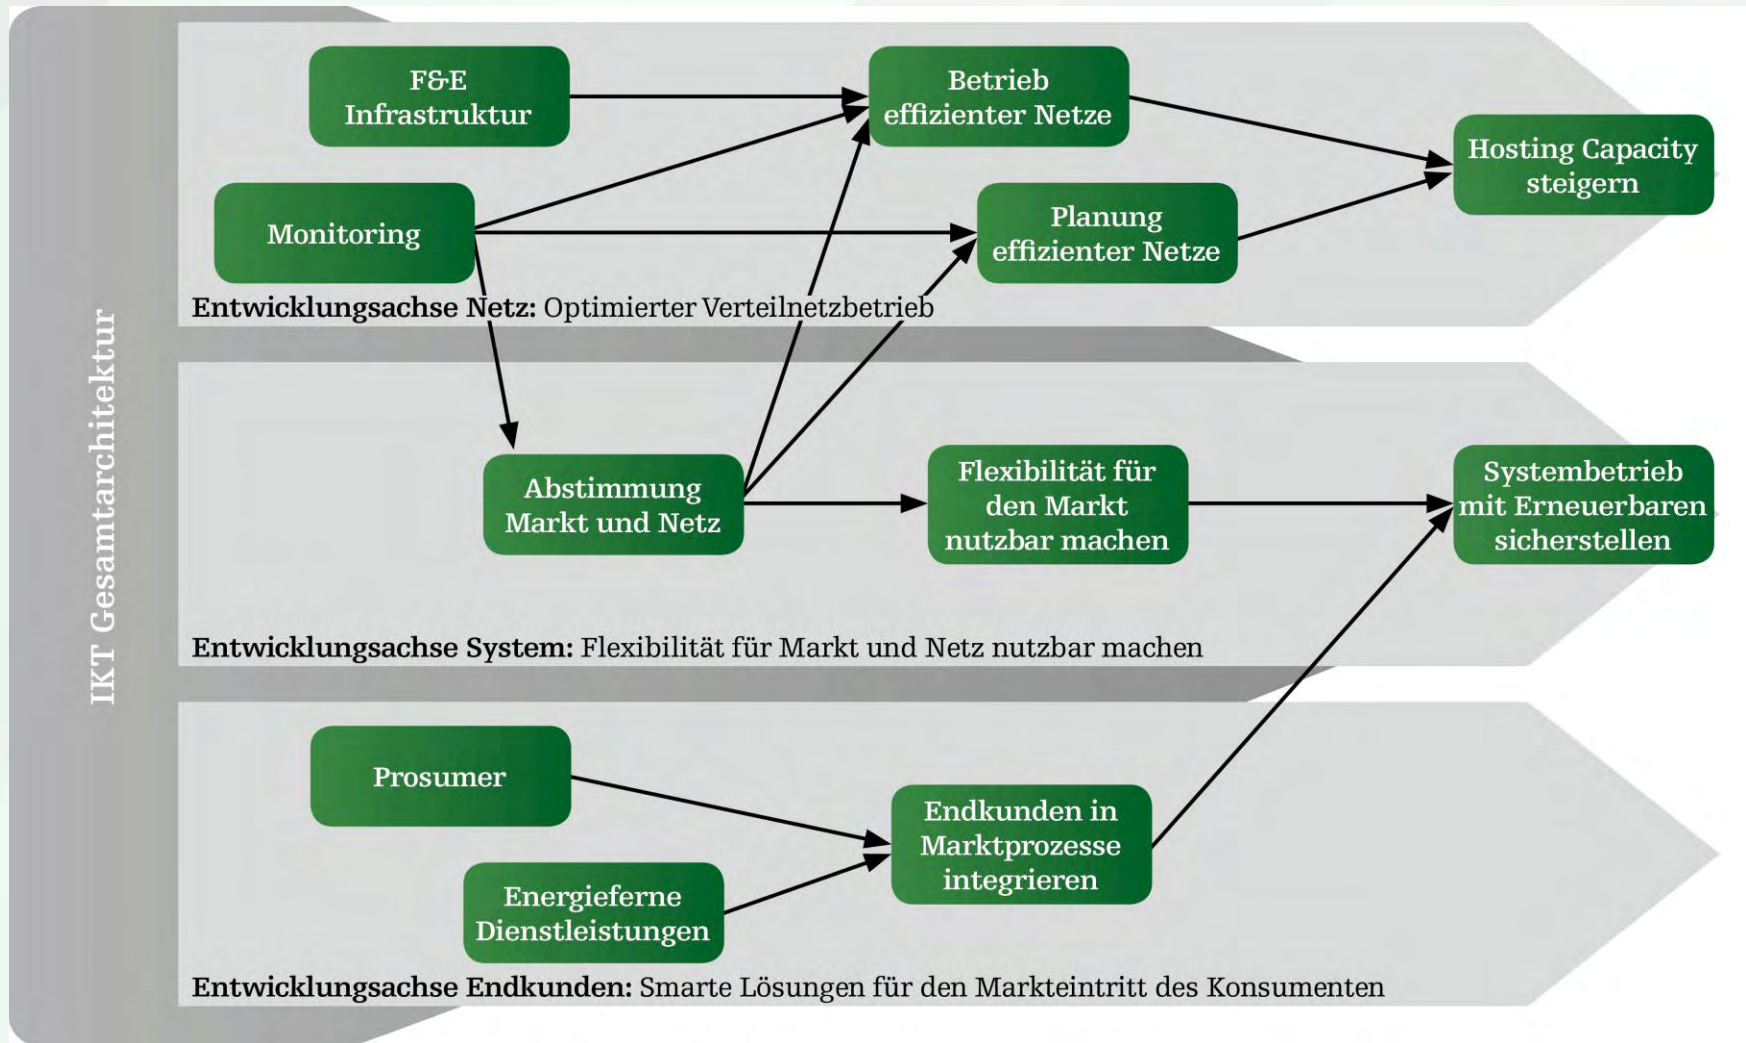 IKT Gesamtarchitektur
F&E
Infrastruktur
Betrieb
effizienter Netze
Hosting Capacity
steigern
Monitoring
Planung
effizienter Netze
Entwicklungsachse Netz: Optimierter Verteilnetzbetrieb
Abstimmung
Markt und Netz
Flexibilität für
den Markt
nutzbar machen
Systembetrieb
mit Erneuerbaren
sicherstellen
Entwicklungsachse System: Flexibilität für Markt und Netz nutzbar machen
Prosumer
Endkunden in
Marktprozesse
integrieren
Energieferne
Dienstleistungen
Entwicklungsachse Endkunden: Smarte Lösungen für den Markteintritt des Konsumenten